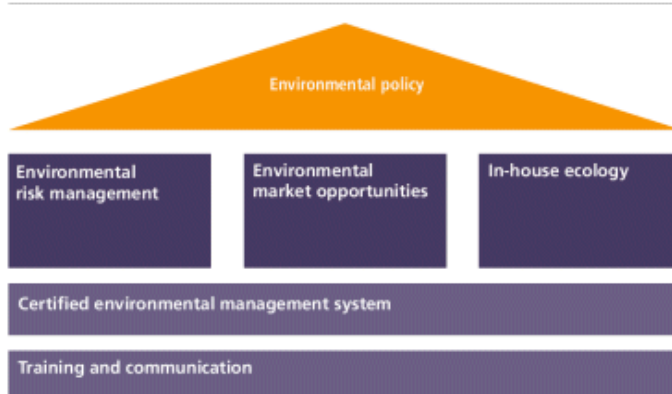 Environmental policy
Environmental
risk management
Environmental
market opportunities
In-house ecology
Certified environmental management system
Training and communication